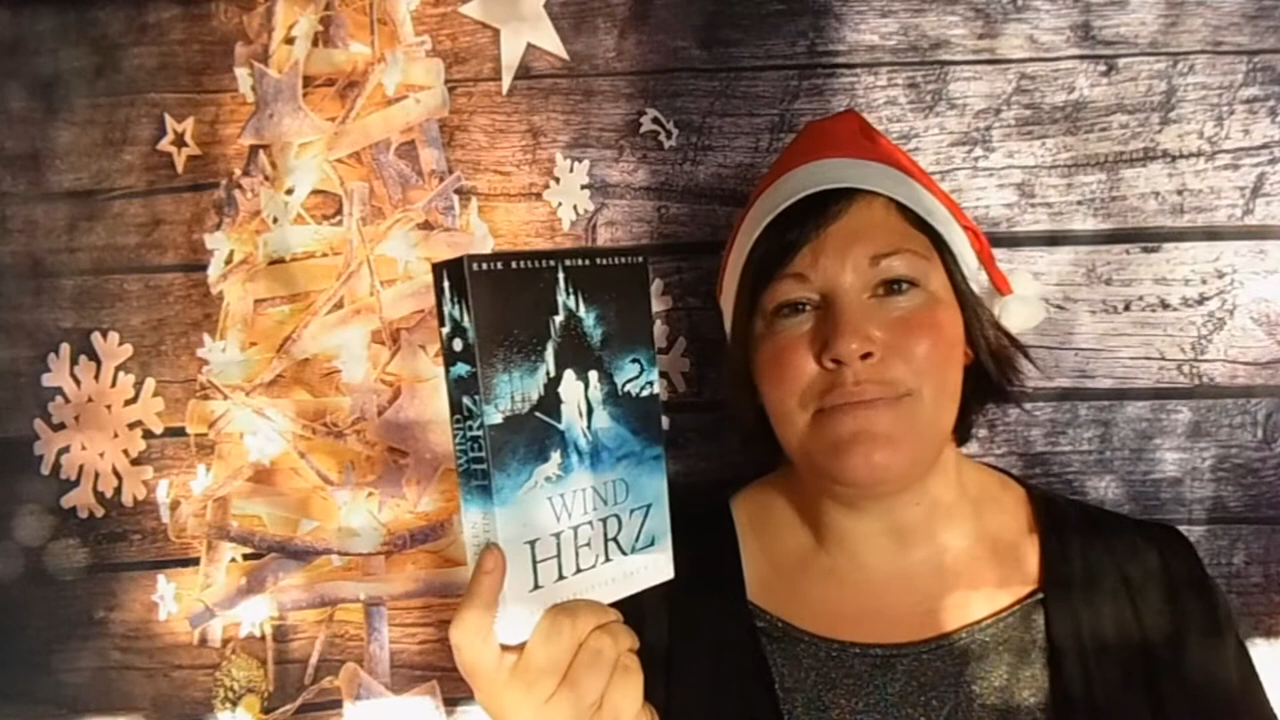 ERIK KELLEN MIRA VALENTIN
WIND
HERZ
WIND
HERZ